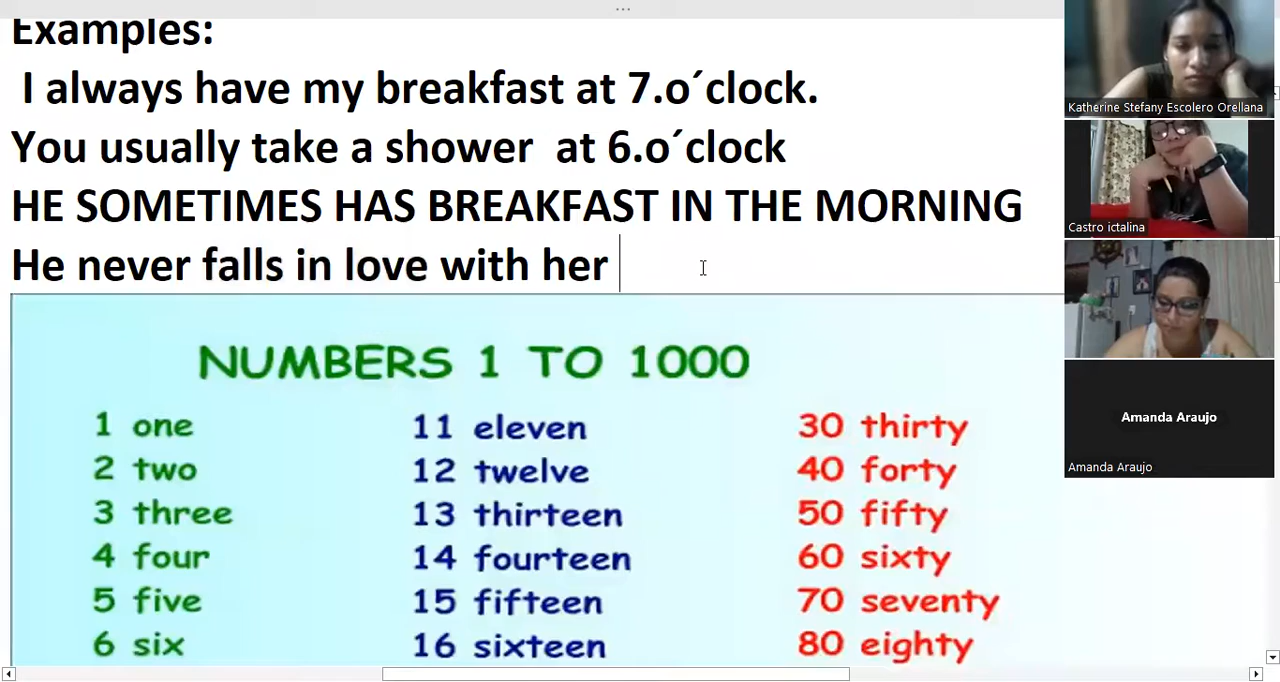 Examples:
I always have my breakfast at 7.o´clock.
You usually take a shower  at 6.o´clock
HE SOMETIMES HAS BREAKFAST IN THE MORNING
He never falls in love with her
NUMBERS 1 TO 1000
1 one
2 two
3 three
4 four
5 five
6 six
11 eleven
12 twelve
13 thirteen
14 fourteen
15 fifteen
16 sixteen
30 thirty
40 forty
50 fifty
60 sixty
70 seventy
80 eighty
Katherine Stefany Escolero Orellana
Castro ictalina
Amanda Araujo
Amanda Araujo